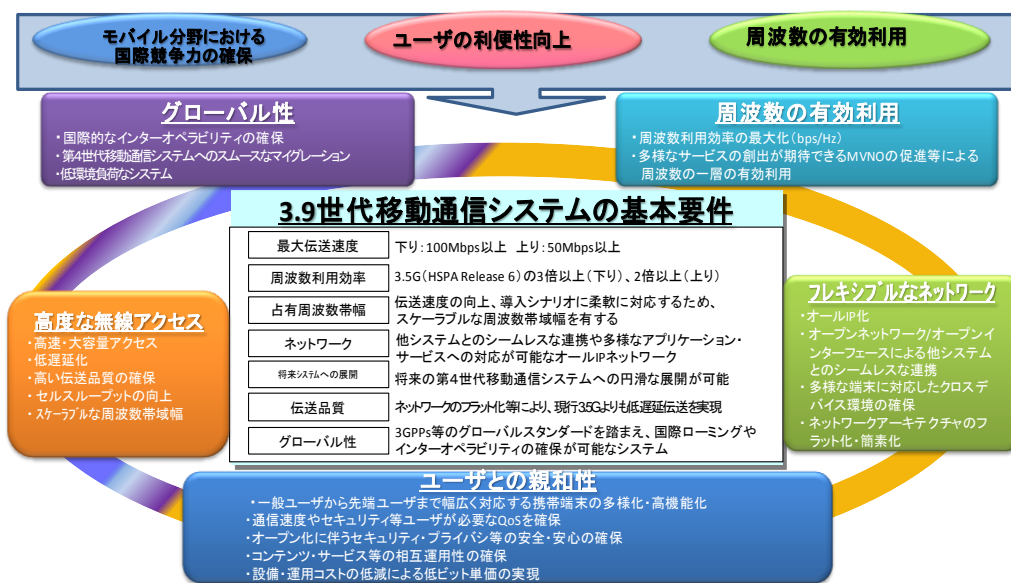 モバイル分野における
国際競争力の確保
ユーザの利便性向上
周波数の有効利用
グローバル性
・国際的なインターオペラビリティの確保
・第4世代移動通信システムへのスムースなマイグレーション
・低環境負荷なシステム
周波数の有効利用
・周波数利用効率の最大化（bps/Hz）
・多様なサービスの創出が期待できるMVNOの促進等による
周波数の一層の有効利用
3.9世代移動通信システムの基本要件
最大伝送速度 下り：100Mbps以上 上り：50Mbps以上
周波数利用効率 3.5G（HSPA Release 6）の3倍以上（下り）、2倍以上（上り）
占有周波数帯幅 伝送速度の向上、導入シナリオに柔軟に対応するため、
スケーラブルな周波数帯域幅を有する
ネットワーク 他システムとのシームレスな連携や多様なアプリケーション・
サービスへの対応が可能なオールIPネットワーク
将来システムへの展開 将来の第4世代移動通信システムへの円滑な展開が可能
伝送品質 ネットワークのフラット化等により、現行3.5Gよりも低遅延伝送を実現
グローバル性 3GPPs等のグローバルスタンダードを踏まえ、国際ローミングや
インターオペラビリティの確保が可能なシステム
高度な無線アクセス
・高速・大容量アクセス
・低遅延化
・高い伝送品質の確保
・セルスループットの向上
・スケーラブルな周波数帯域幅
フレキシブルなネットワーク
・オールIP化
・オープンネットワーク/オープンイ
ンターフェースによる他システム
とのシームレスな連携
・多様な端末に対応したクロスデ
バイス環境の確保
・ネットワークアーキテクチャのフ
ラット化・簡素化
ユーザとの親和性
・一般ユーザから先端ユーザまで幅広く対応する携帯端末の多様化・高機能化
・通信速度やセキュリティ等ユーザが必要なQoSを確保
・オープン化に伴うセキュリティ・プライバシ等の安全・安心の確保
・コンテンツ・サービス等の相互運用性の確保
・設備・運用コストの低減による低ビット単価の実現